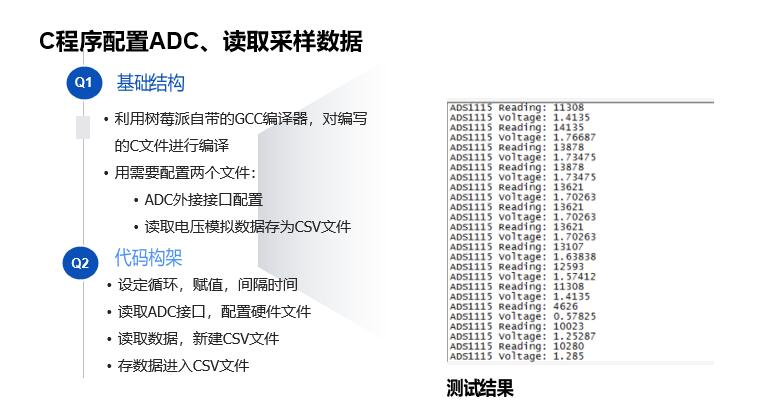 C程序配置ADC、读取采样数据
Q1
基础结构
• 利用树莓派自带的GCC编译器，对编写
的C文件进行编译
• 用需要配置两个文件：
• ADC外接接口配置
• 读取电压模拟数据存为CSV文件
Q2
代码构架
• 设定循环，赋值，间隔时间
• 读取ADC接口，配置硬件文件
• 读取数据，新建CSV文件
• 存数据进入CSV文件
ADS1115 Reading: 11308
ADS1115 Voltage: 1.4135
ADS1115 Reading: 14135
ADS1115 Voltage: 1.76687
ADS1115 Reading: 13878
ADS1115 Voltage: 1.73475
ADS1115 Reading: 13878
ADS1115 Voltage: 1.73475
ADS1115 Reading: 13621
ADS1115 Voltage: 1.70263
ADS1115 Reading: 13621
ADS1115 Voltage: 1.70263
ADS1115 Reading: 13621
ADS1115 Voltage: 1.70263
ADS1115 Reading: 13107
ADS1115 Voltage: 1.63838
ADS1115 Reading: 12593
ADS1115 Voltage: 1.57412
ADS1115 Reading: 11308
ADS1115 Voltage: 1.4135
ADS1115 Reading: 4626
ADS1115 Voltage: 0.57825
ADS1115 Reading: 10023
ADS1115 Voltage: 1.25287
ADS1115 Reading: 10280
ADS1115 Voltage: 1.285
测试结果